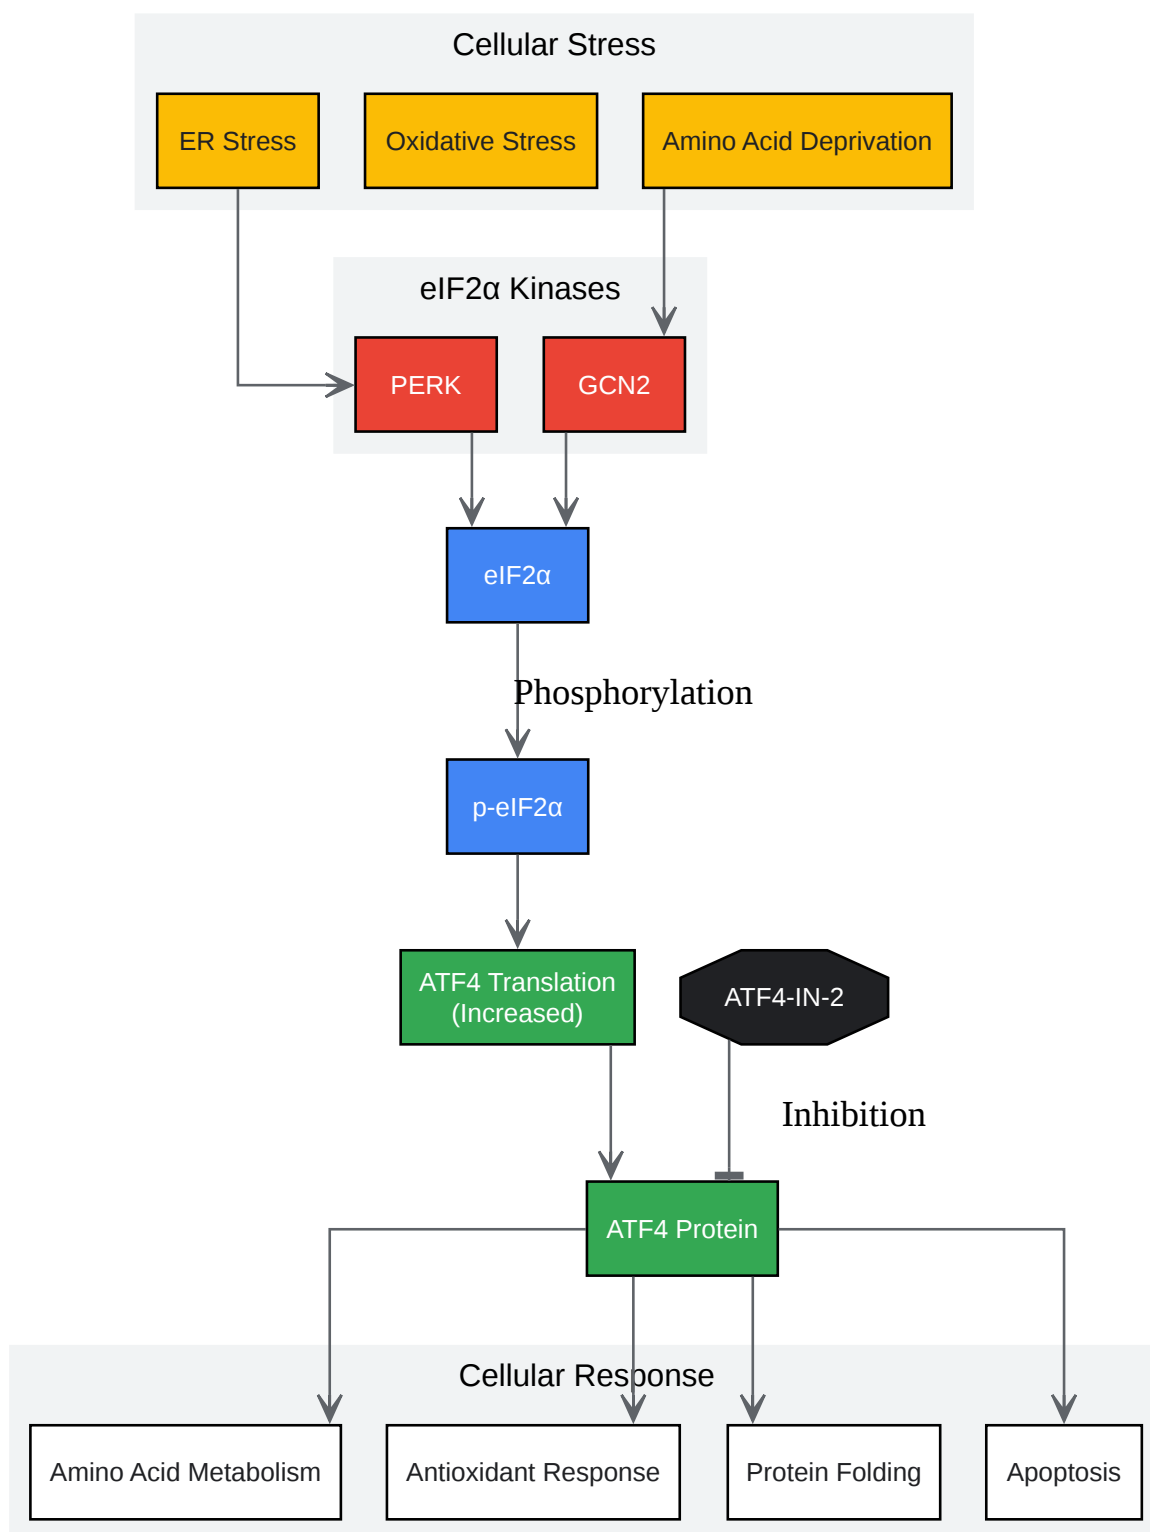 Cellular Stress
ER Stress
Oxidative Stress
Amino Acid Deprivation
eIF2α Kinases
PERK
GCN2
eIF2α
Phosphorylation
p-eIF2α
ATF4 Translation
(Increased)
ATF4-IN-2
Inhibition
ATF4 Protein
Cellular Response
Amino Acid Metabolism
Antioxidant Response
Protein Folding
Apoptosis